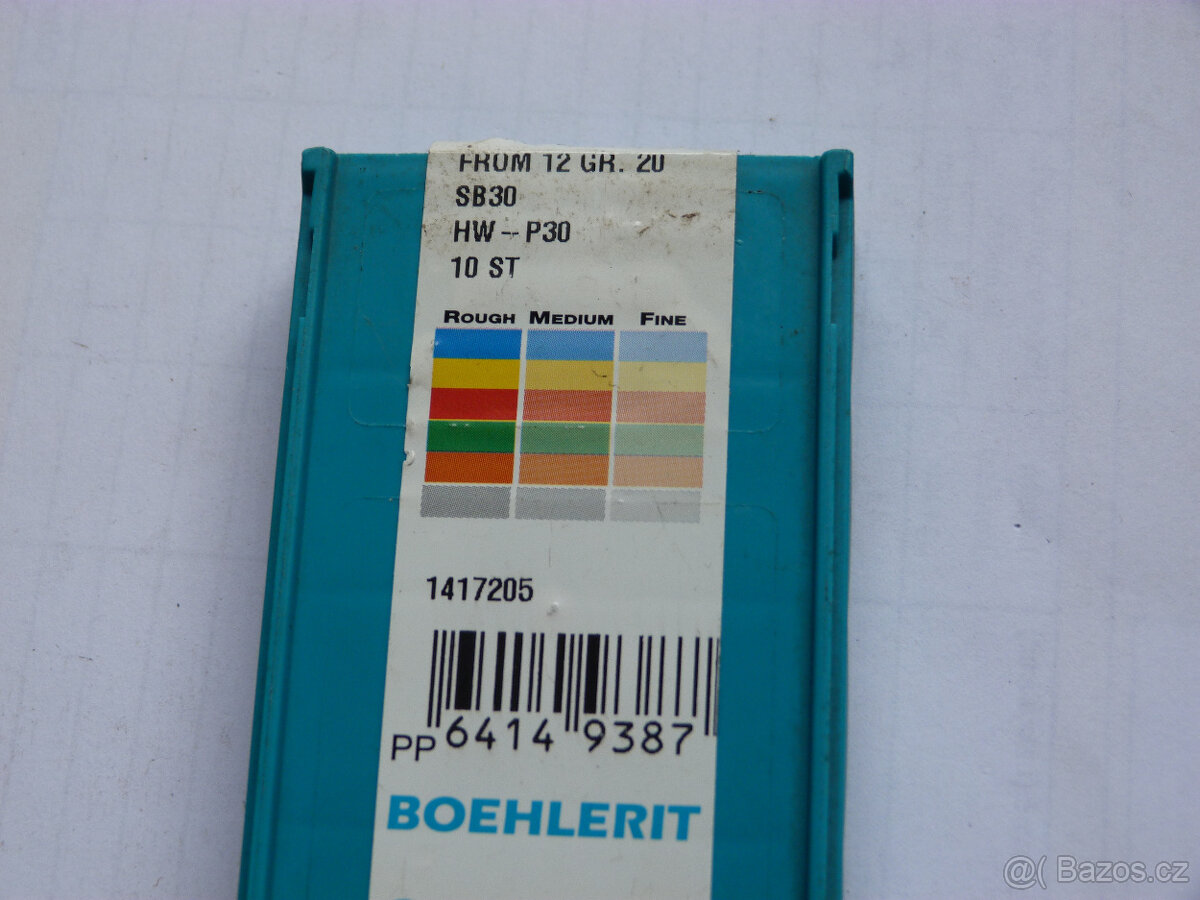 FROM 12 GR. 20
SB30
HW – P30
10 ST
ROUGH MEDIUM FINE
1417205
PP 6414 9387
BOEHLERIT
@( Bazos.cz